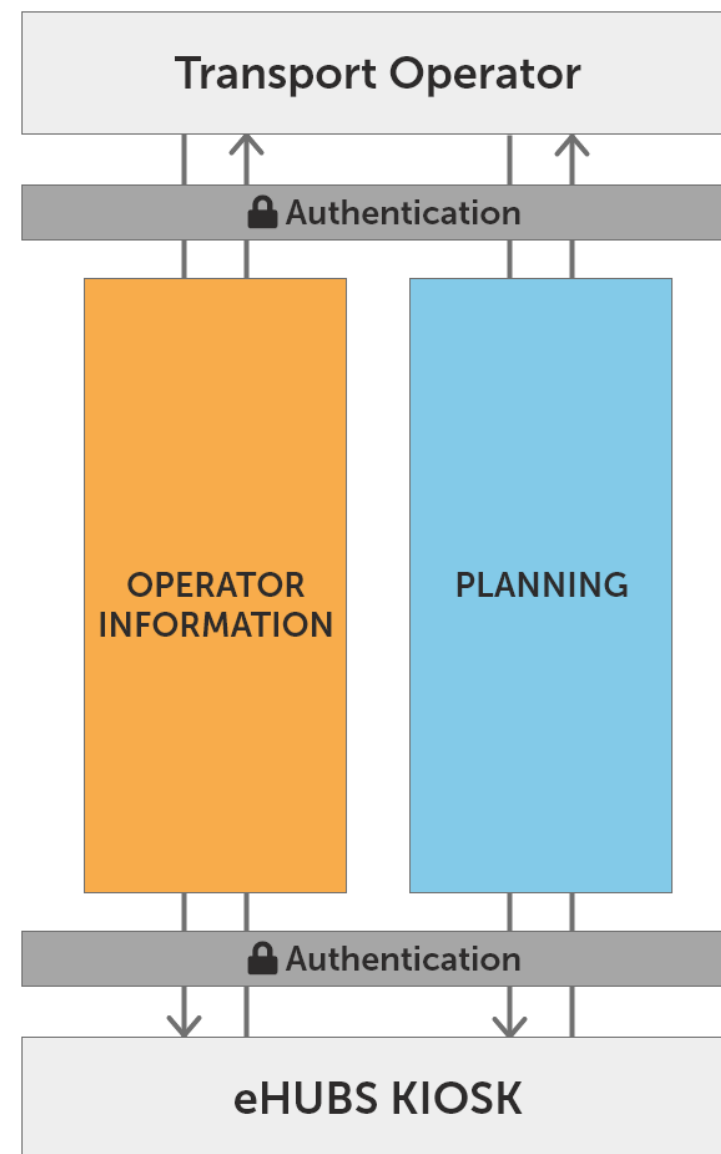 Transport Operator
Authentication
OPERATOR
INFORMATION
PLANNING
Authentication
eHUBS KIOSK